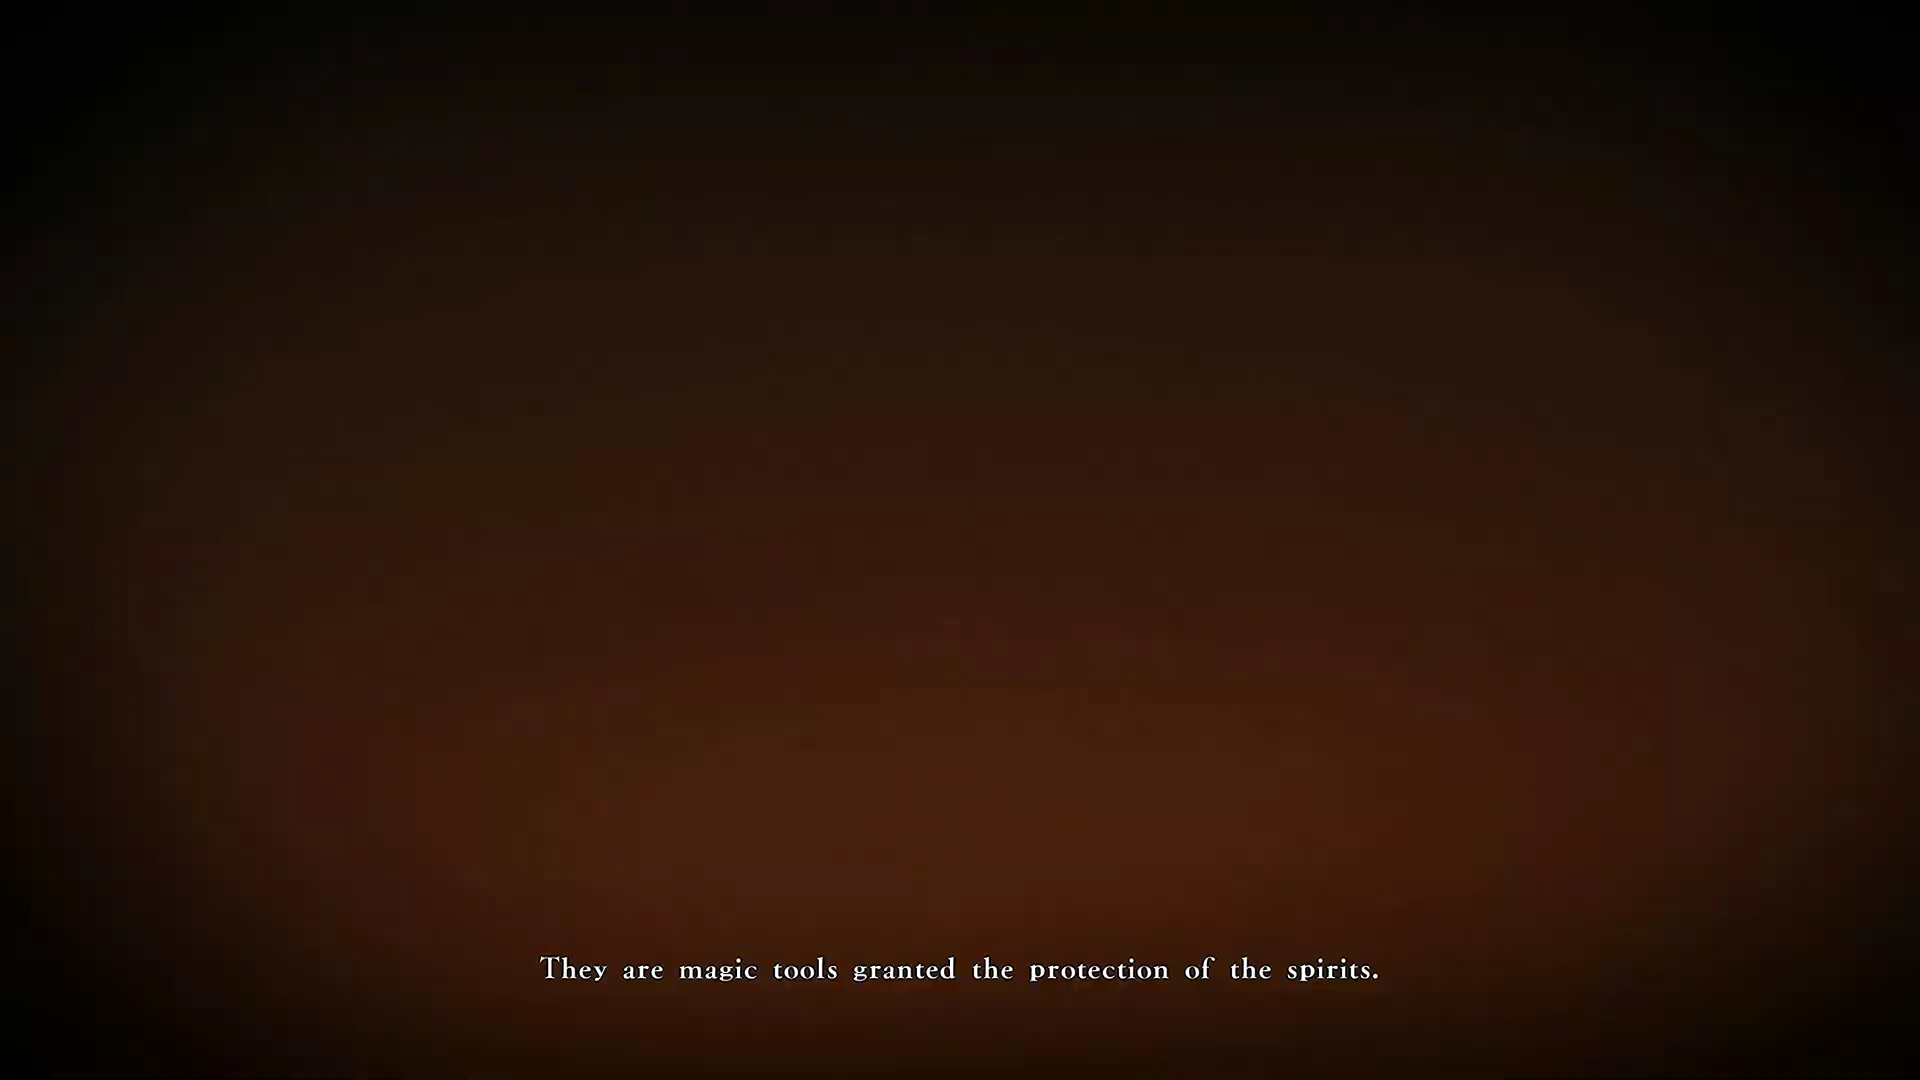 They are magic tools granted the protection of the spirits.